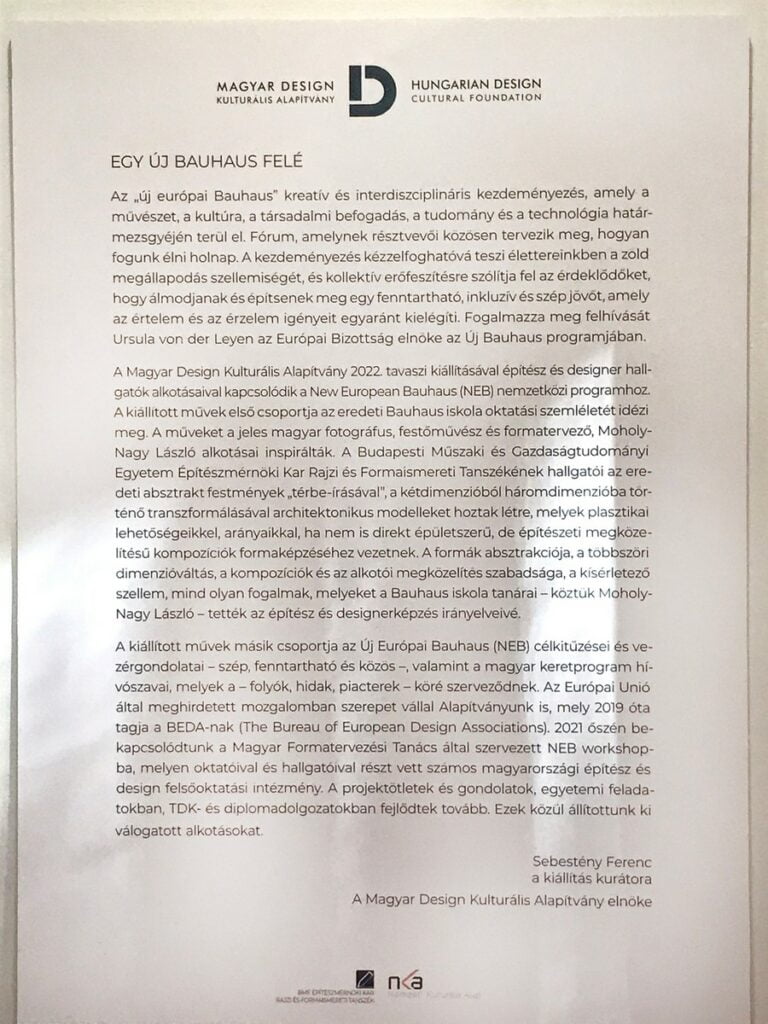 MAGYAR DESIGN
KULTURÁLIS ALAPÍTVÁNY
HUNGARIAN DESIGN
CULTURAL FOUNDATION
EGY ÚJ BAUHAUS FELÉ
Az „új európai Bauhaus” kreatív és interdiszciplináris kezdeményezés, amely a
művészet, a kultúra, a társadalmi befogadás, a tudomány és a technológia határ-
mezsgyéjén terül el. Fórum, amelynek résztvevői közösen tervezik meg, hogyan
fogunk élni holnap. A kezdeményezés kézzelfoghatóvá teszi élettereinkben a zöld
megállapodás szellemiségét, és kollektív erőfeszítésre szólítja fel az érdeklődőket,
hogy álmodjanak és építsenek meg egy fenntartható, inkluzív és szép jövőt, amely
az értelem és az érzelem igényeit egyaránt kielégíti. Fogalmazza meg felhívását
Ursula von der Leyen az Európai Bizottság elnöke az Új Bauhaus programjában.
A Magyar Design Kulturális Alapítvány 2022. tavaszi kiállításával építész és designer hall-
gatók alkotásaival kapcsolódik a New European Bauhaus (NEB) nemzetközi programhoz.
A kiállított művek első csoportja az eredeti Bauhaus iskola oktatási szemléletét idézi
meg. A műveket a jeles magyar fotográfus, festőművész és formatervező, Moholy-
Nagy László alkotásai inspirálták. A Budapesti Műszaki és Gazdaságtudományi
Egyetem Építészmérnöki Kar Rajzi és Formaismereti Tanszékének hallgatói az ere-
deti absztrakt festmények „térbe-írásával”, a kétdimenzióból háromdimenzióba tör-
ténő transzformálásával architektonikus modelleket hoztak létre, melyek plasztikai
lehetőségeikkel, arányaikkal, ha nem is direkt épületszerű, de építészeti megköze-
lítésű kompozíciók formaképzéséhez vezetnek. A formák absztrakciója, a többszöri
dimenzióváltás, a kompozíciók és az alkotói megközelítés szabadsága, a kísérletező
szellem, mind olyan fogalmak, melyeket a Bauhaus iskola tanárai – köztük Moholy-
Nagy László – tették az építész és designerképzés irányelveivé.
A kiállított művek másik csoportja az Új Európai Bauhaus (NEB) célkitűzései és ve-
zérgondolatai – szép, fenntartható és közös –, valamint a magyar keretprogram hí-
vószavai, melyek a – folyók, hidak, piacterek – köré szerveződnek. Az Európai Unió
által meghirdetett mozgalomban szerepet vállal Alapítványunk is, mely 2019 óta
tagja a BEDA-nak (The Bureau of European Design Associations). 2021 őszén be-
kapcsolódtunk a Magyar Formatervezési Tanács által szervezett NEB workshop-
ba, melyen oktatóival és hallgatóival részt vett számos magyarországi építész és
design felsőoktatási intézmény. A projektötletek és gondolatok, egyetemi felada-
tokban, TDK- és diplomadolgozatokban fejlődtek tovább. Ezek közül állítottunk ki
válogatott alkotásokat.
Sebestény Ferenc
a kiállítás kurátora
A Magyar Design Kulturális Alapítvány elnöke
BME ÉPÍTÉSZMÉRNÖKI KAR
RAJZI ÉS FORMAISMERETI TANSZÉK
nka
Nemzeti Kulturális Alap